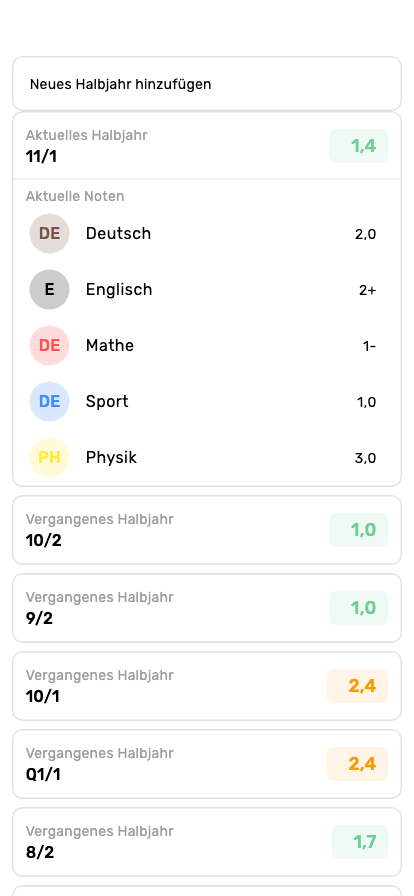 Neues Halbjahr hinzufügen
Aktuelles Halbjahr
11/1
1,4
Aktuelle Noten
DE Deutsch 2,0
E Englisch 2+
DE Mathe 1-
DE Sport 1,0
PH Physik 3,0
Vergangenes Halbjahr
10/2
1,0
Vergangenes Halbjahr
9/2
1,0
Vergangenes Halbjahr
10/1
2,4
Vergangenes Halbjahr
Q1/1
2,4
Vergangenes Halbjahr
8/2
1,7